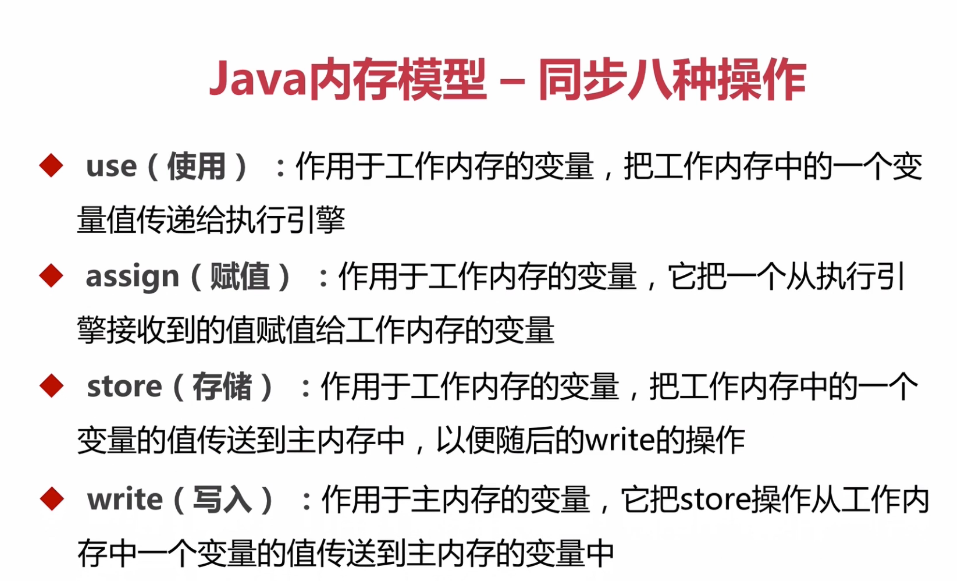 Java内存模型 – 同步八种操作
◆ use（使用）：作用于工作内存的变量，把工作内存中的一个变
量值传递给执行引擎
◆ assign（赋值）：作用于工作内存的变量，它把一个从执行引
擎接收到的值赋值给工作内存的变量
◆ store（存储）：作用于工作内存的变量，把工作内存中的一个
变量的值传送到主内存中，以便随后的write的操作
◆ write（写入）：作用于主内存的变量，它把store操作从工作内
存中一个变量的值传送到主内存的变量中